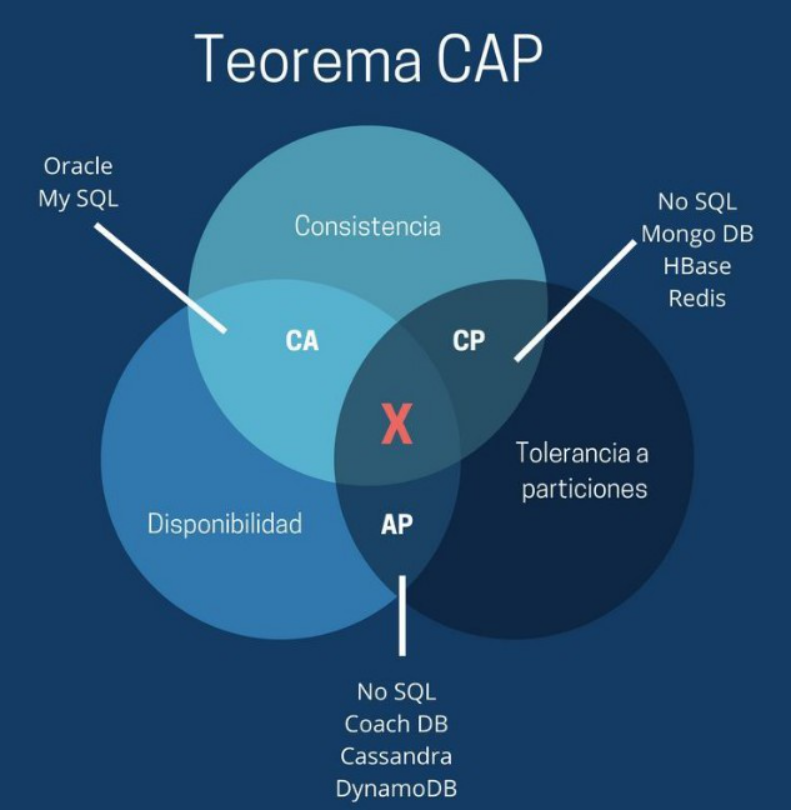 Teorema CAP
Oracle
My SQL
Consistencia
No SQL
Mongo DB
HBase
Redis
CA
CP
X
Tolerancia a
particiones
Disponibilidad
AP
No SQL
Coach DB
Cassandra
DynamoDB